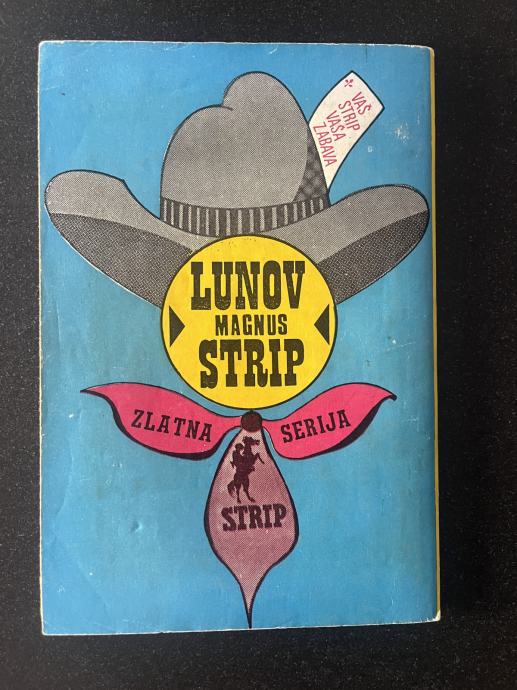 * VAŠ
STRIP
VAŠA
ZABAVA
LUNOV
MAGNUS
STRIP
ZLATNA SERIJA
STRIP